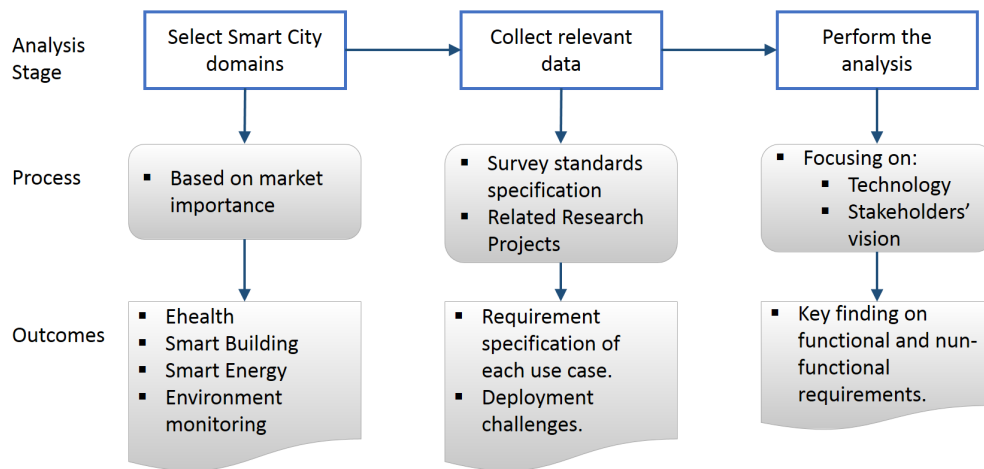 Analysis
Stage
Select Smart City
domains
Collect relevant
data
Perform the
analysis
Process
▪ Based on market
importance
▪ Survey standards
specification
▪ Related Research
Projects
▪ Focusing on:
▪ Technology
▪ Stakeholders’
vision
Outcomes
▪ Ehealth
▪ Smart Building
▪ Smart Energy
▪ Environment
monitoring
▪ Requirement
specification of
each use case.
▪ Deployment
challenges.
▪ Key finding on
functional and nun-
functional
requirements.